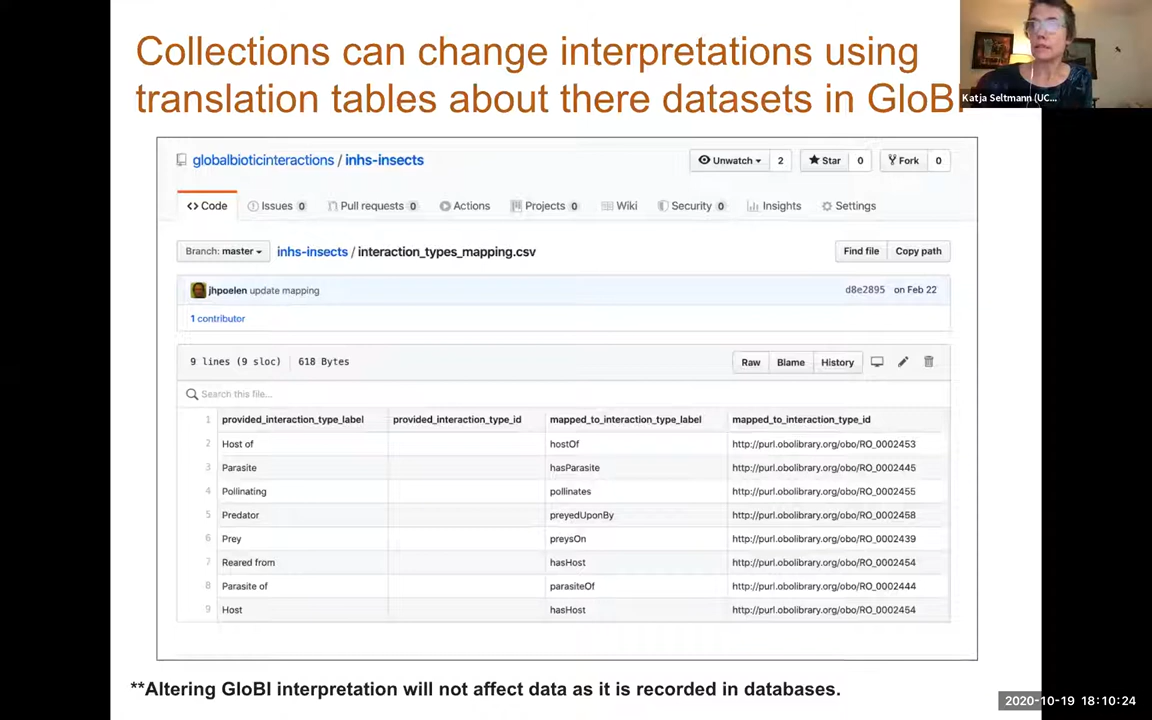 Collections can change interpretations using
translation tables about there datasets in GloB
Katja Seltmann (UC...
globalbioticinteractions / inhs-insects
Unwatch 2 Star 0 Fork 0
Code Issues 0 Pull requests 0 Actions Projects 0 Wiki Security 0 Insights Settings
Branch: master inhs-insects / interaction_types_mapping.csv Find file Copy path
jhpoelen update mapping d8e2895 on Feb 22
1 contributor
9 lines (9 sloc) 618 Bytes Raw Blame History
Search this file...
1 provided_interaction_type_label provided_interaction_type_id mapped_to_interaction_type_label mapped_to_interaction_type_id
2 Host of hostOf http://purl.obolibrary.org/obo/RO_0002453
3 Parasite hasParasite http://purl.obolibrary.org/obo/RO_0002445
4 Pollinating pollinates http://purl.obolibrary.org/obo/RO_0002455
5 Predator preyedUponBy http://purl.obolibrary.org/obo/RO_0002458
6 Prey preysOn http://purl.obolibrary.org/obo/RO_0002439
7 Reared from hasHost http://purl.obolibrary.org/obo/RO_0002454
8 Parasite of parasiteOf http://purl.obolibrary.org/obo/RO_0002444
9 Host hasHost http://purl.obolibrary.org/obo/RO_0002454
**Altering GloBI interpretation will not affect data as it is recorded in databases.
2020-10-19 18:10:24